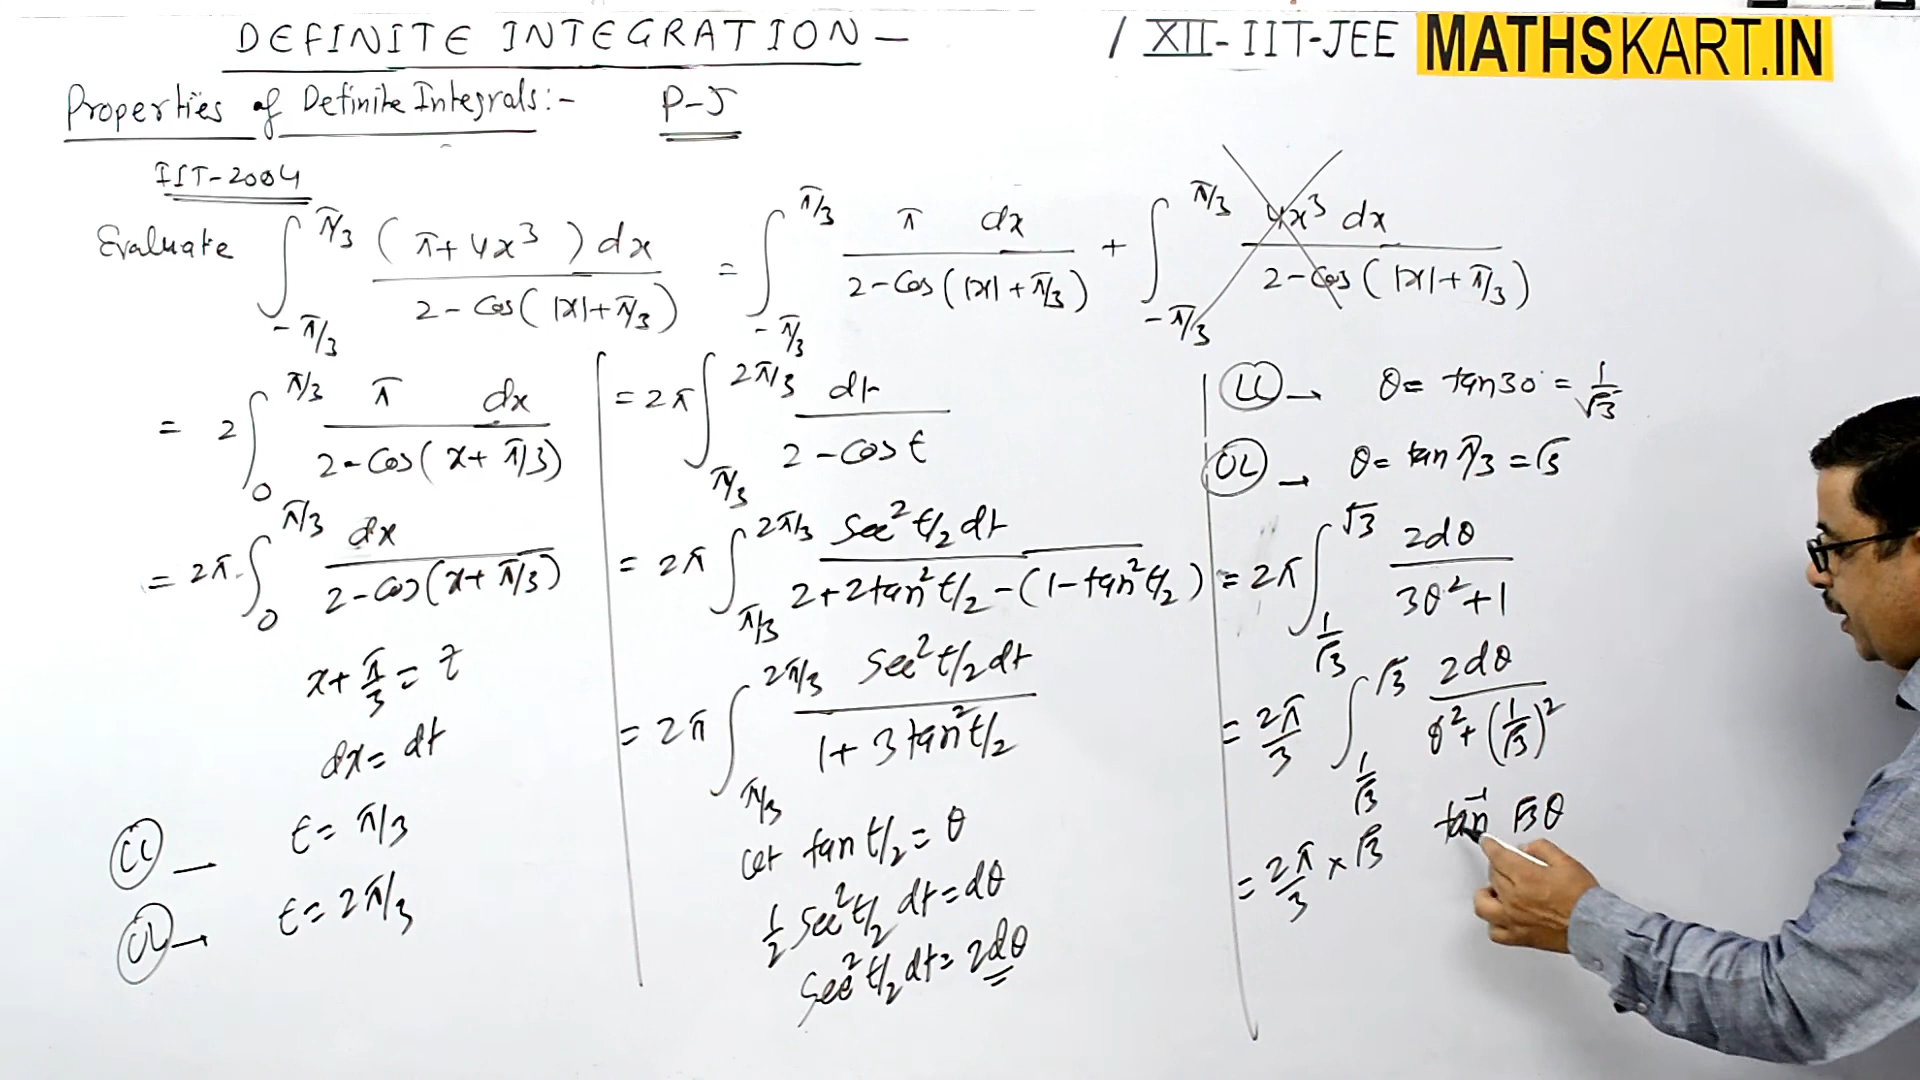 DEFINITE INTEGRATION — / XII-IIT-JEE MATHSKART.IN
Properties of Definite Integrals:- P-5
IIT-2004
Evaluate ∫_{-π/3}^{π/3} (π+4x³)dx / (2-cos(|x|+π/3)) = ∫_{-π/3}^{π/3} π dx / (2-cos(|x|+π/3)) + ∫_{-π/3}^{π/3} 4x³ dx / (2-cos(|x|+π/3))
= 2∫_{0}^{π/3} π dx / (2-cos(x+π/3))
= 2π ∫_{0}^{π/3} dx / (2-cos(x+π/3))
x+π/3 = t
dx = dt
LL → t = π/3
UL → t = 2π/3
= 2π ∫_{π/3}^{2π/3} dt / (2-cos t)
= 2π ∫_{π/3}^{2π/3} sec² t/2 dt / (2+2tan² t/2 - (1-tan² t/2))
= 2π ∫_{π/3}^{2π/3} sec² t/2 dt / (1+3tan² t/2)
Let tan t/2 = θ
1/2 sec² t/2 dt = dθ
sec² t/2 dt = 2dθ
LL → θ = tan 30° = 1/√3
UL → θ = tan π/3 = √3
= 2π ∫_{1/√3}^{√3} 2dθ / (3θ²+1)
= 2π/3 ∫_{1/√3}^{√3} 2dθ / (θ²+(1/√3)²)
= 2π/3 × √3 tan⁻¹ √3θ